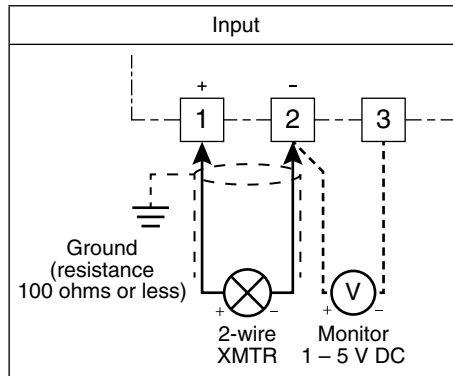 Input
+ −
1 2 3
Ground
(resistance
100 ohms or less)
+ − + V −
2-wire
XMTR
Monitor
1 – 5 V DC